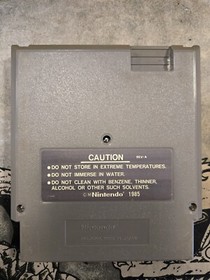 CAUTION REV-A
●DO NOT STORE IN EXTREME TEMPERATURES.
●DO NOT IMMERSE IN WATER.
●DO NOT CLEAN WITH BENZENE, THINNER,
ALCOHOL OR OTHER SUCH SOLVENTS.
©Nintendo 1985